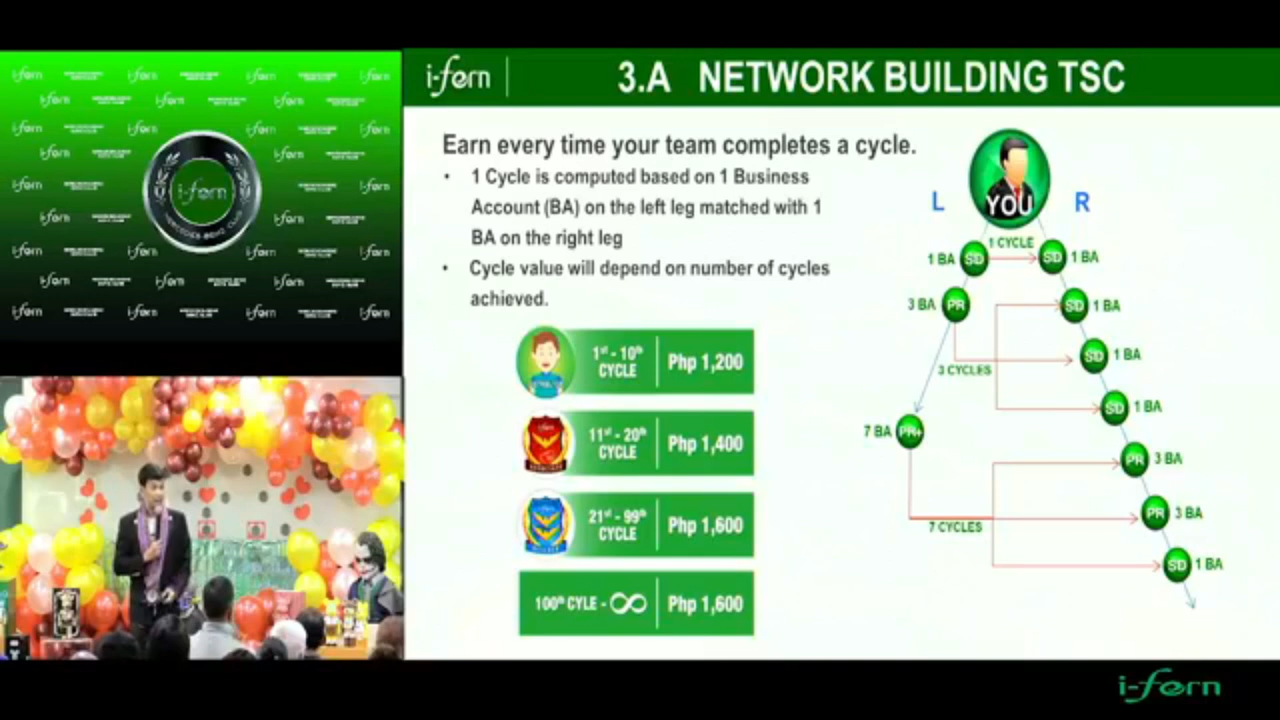 i-fern
3.A NETWORK BUILDING TSC
Earn every time your team completes a cycle.
• 1 Cycle is computed based on 1 Business
Account (BA) on the left leg matched with 1
BA on the right leg
• Cycle value will depend on number of cycles
achieved.
1st - 10th
CYCLE
Php 1,200
11st - 20th
CYCLE
Php 1,400
21st - 99th
CYCLE
Php 1,600
100th CYLE - ∞
Php 1,600
YOU
L
R
1 CYCLE
1 BA SD
SD 1 BA
3 BA PR
SD 1 BA
SD 1 BA
3 CYCLES
SD 1 BA
7 BA PR+
PR 3 BA
PR 3 BA
7 CYCLES
SD 1 BA
i-fern
i-fern